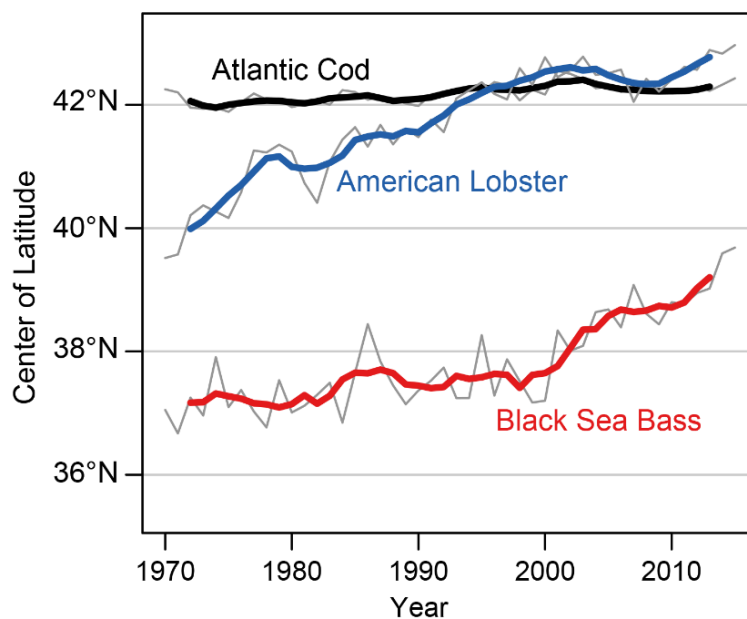 Atlantic Cod
American Lobster
Black Sea Bass
Center of Latitude
42°N
40°N
38°N
36°N
1970 1980 1990 2000 2010
Year